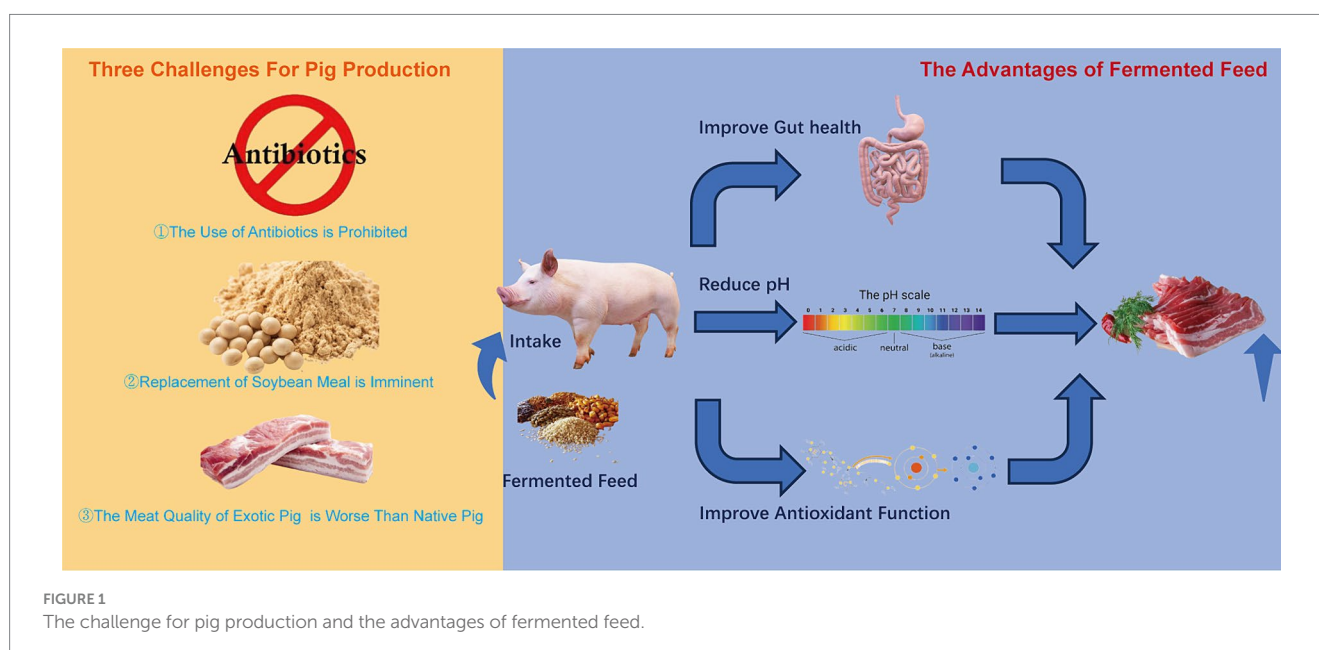 Three Challenges For Pig Production
Antibiotics
①The Use of Antibiotics is Prohibited
②Replacement of Soybean Meal is Imminent
③The Meat Quality of Exotic Pig is Worse Than Native Pig
The Advantages of Fermented Feed
Intake
Fermented Feed
Improve Gut health
Reduce pH
The pH scale
0 1 2 3 4 5 6 7 8 9 10 11 12 13 14
acidic neutral base
(alkaline)
Improve Antioxidant Function
FIGURE 1
The challenge for pig production and the advantages of fermented feed.